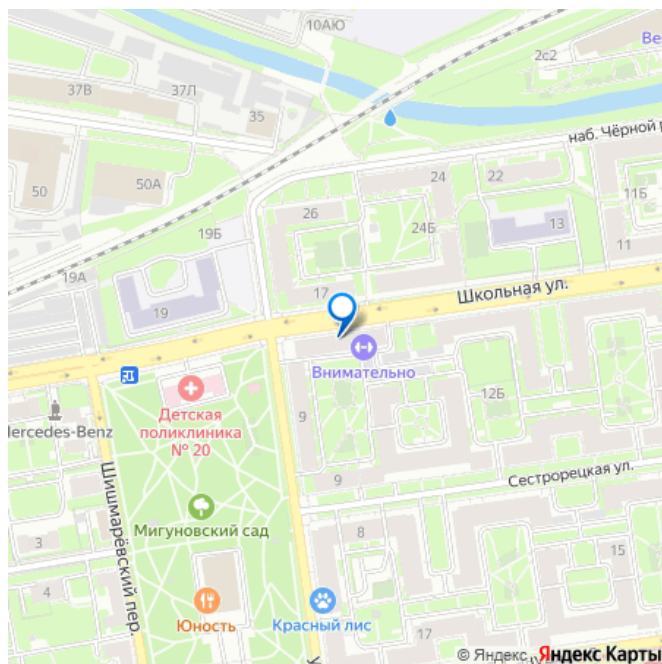 10АЮ
2с2
Ве
37В
37Л
35
50
50А
наб. Чёрной р
24
22
11Б
26
24Б
13
19Б
11
19А
17
Школьная ул.
19
Внимательно
12Б
Детская
поликлиника
№ 20
Mercedes-Benz
9
Сестрорецкая ул.
9
Шишмарёвский пер.
Мигуновский сад
8
3
15
4
Юность
Красный лис
17
у
© Яндекс
Яндекс Карты